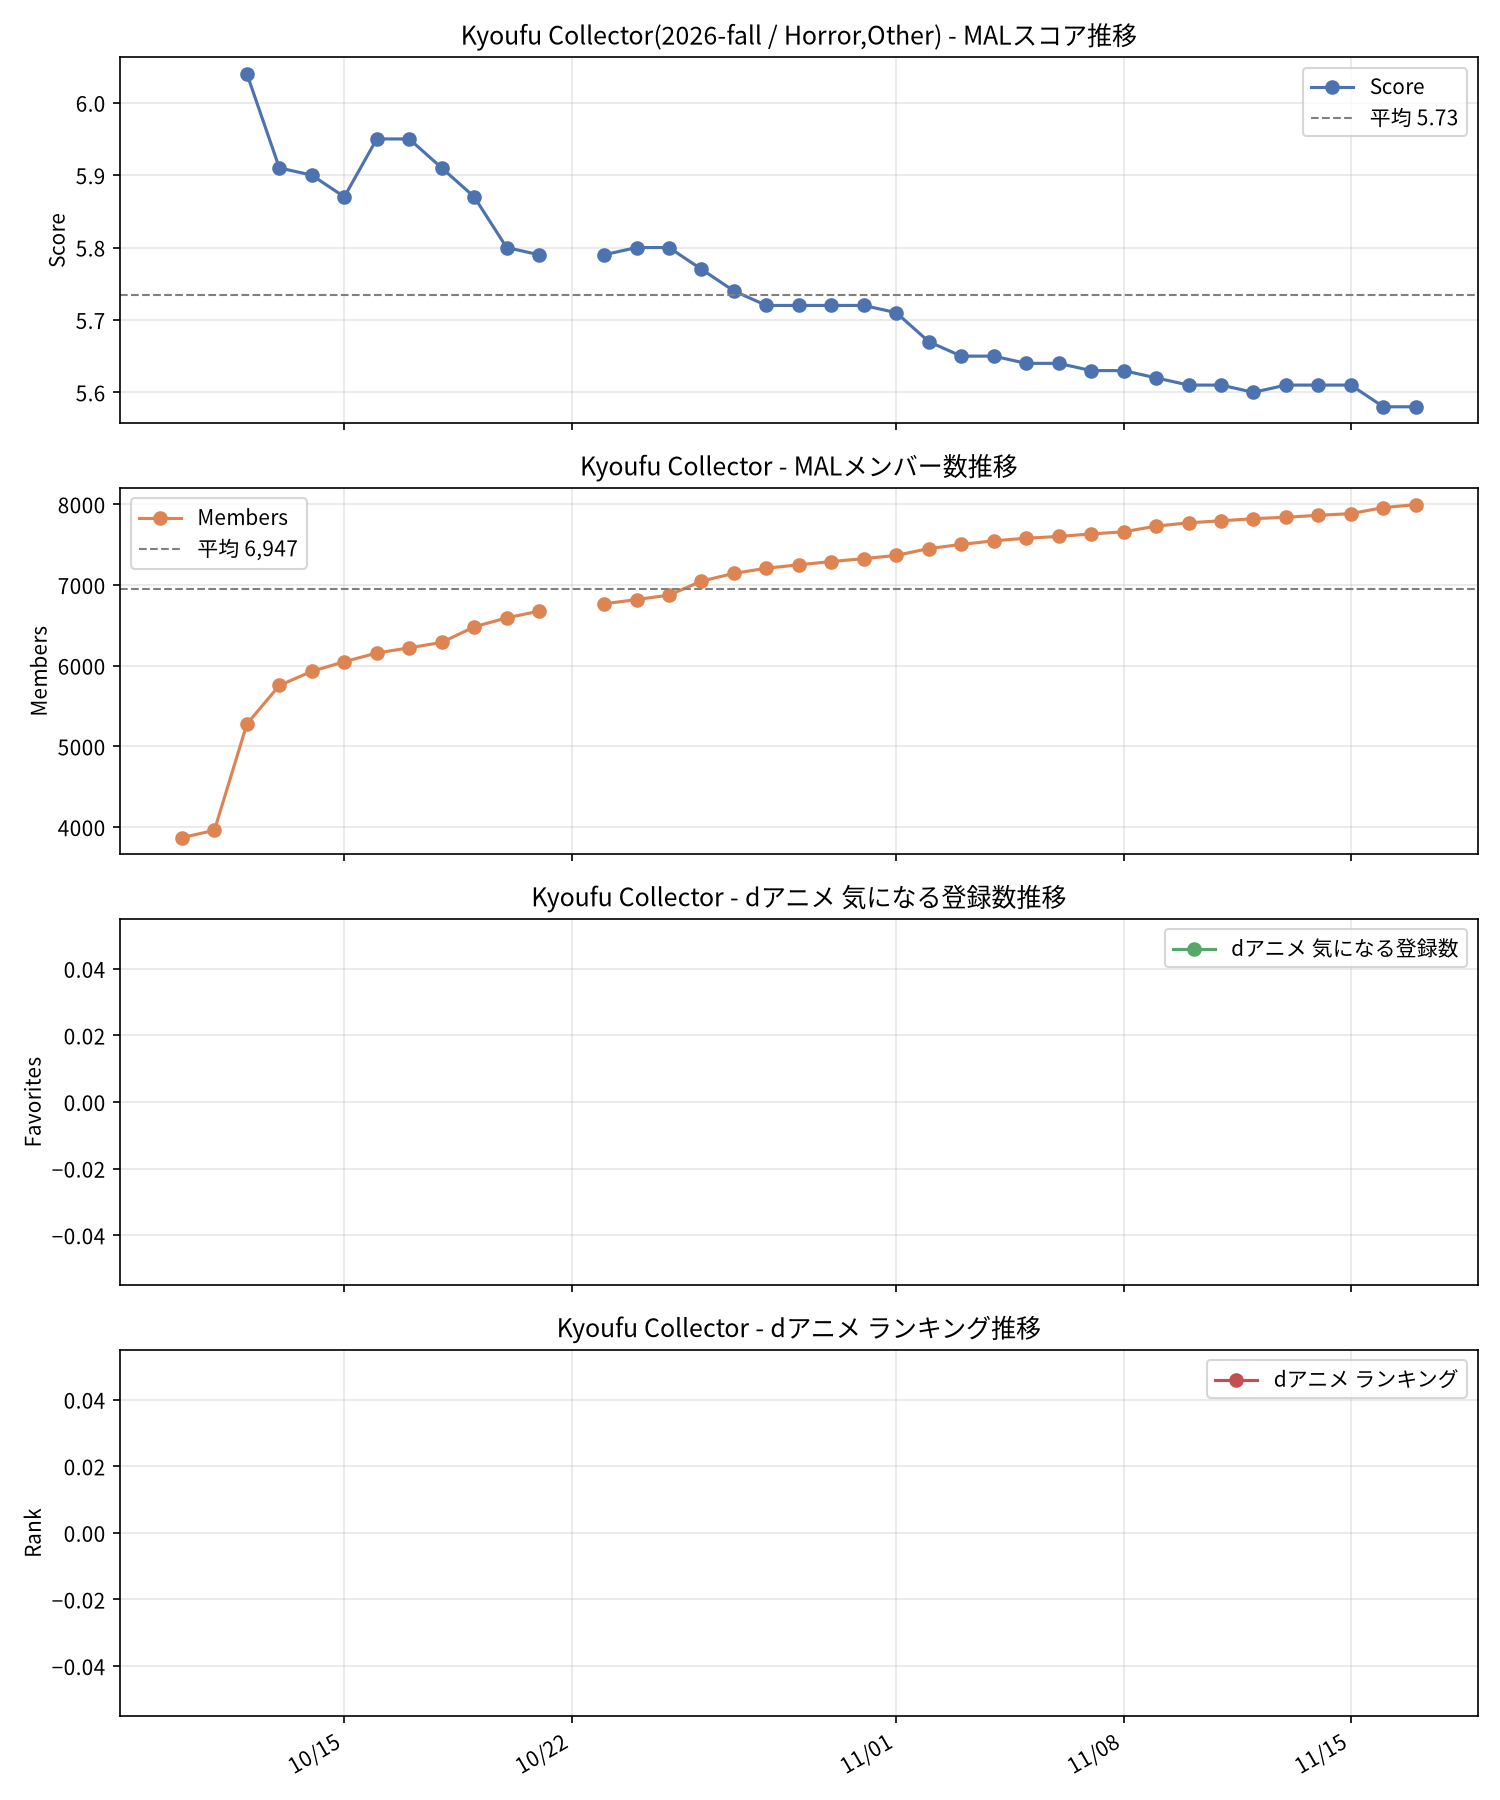 Kyoufu Collector(2026-fall / Horror,Other) - MALスコア推移
Score
平均 5.73
6.0
5.9
5.8
5.7
5.6
Score
Kyoufu Collector - MALメンバー数推移
Members
平均 6,947
8000
7000
6000
5000
4000
Members
Kyoufu Collector - dアニメ 気になる登録数推移
dアニメ 気になる登録数
0.04
0.02
0.00
−0.02
−0.04
Favorites
Kyoufu Collector - dアニメ ランキング推移
dアニメ ランキング
0.04
0.02
0.00
−0.02
−0.04
Rank
10/15
10/22
11/01
11/08
11/15